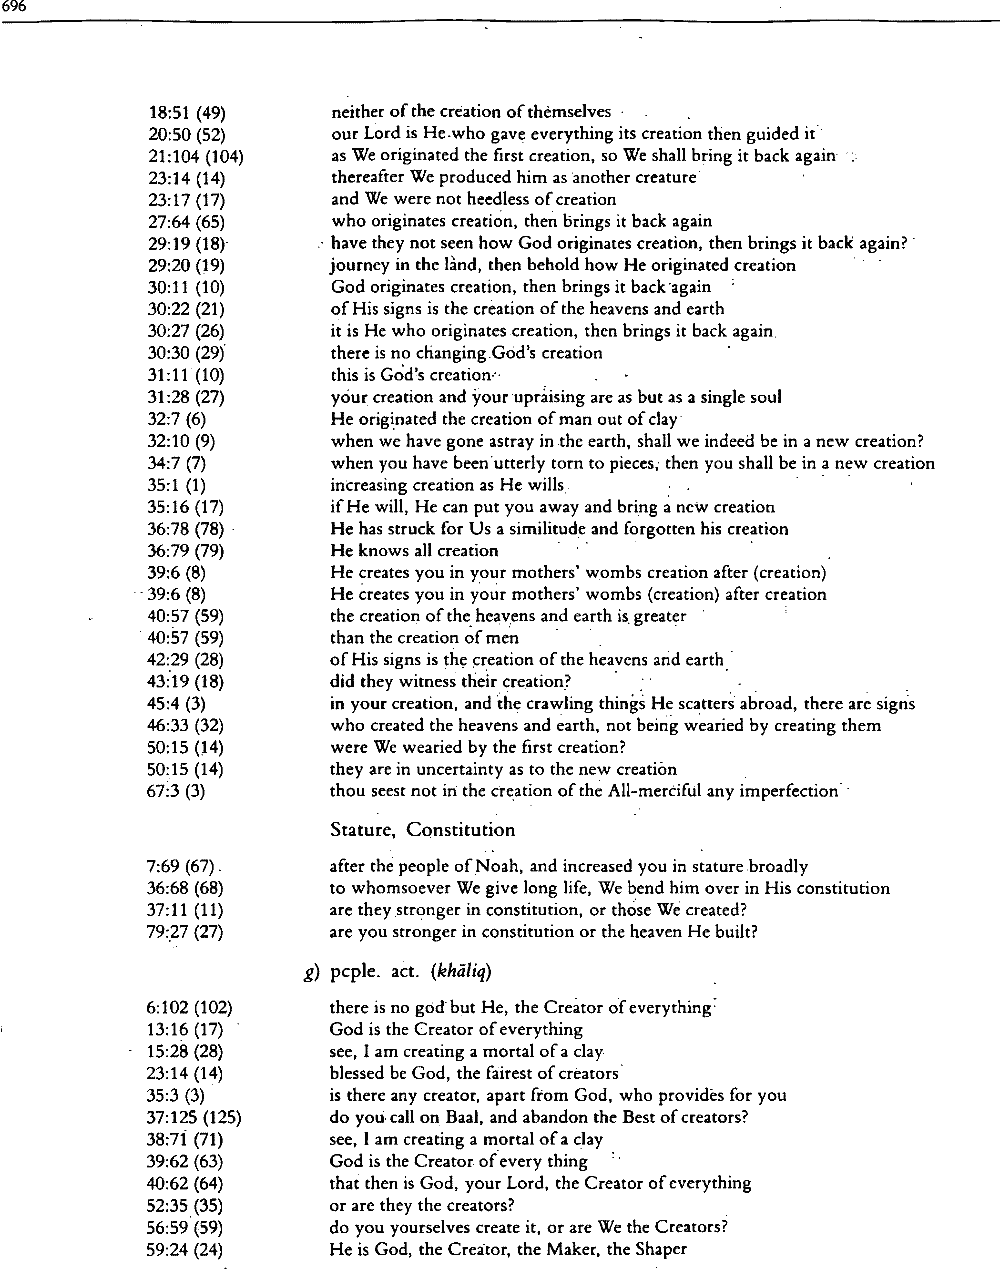 696
18:51 (49) neither of the creation of themselves
20:50 (52) our Lord is He who gave everything its creation then guided it
21:104 (104) as We originated the first creation, so We shall bring it back again
23:14 (14) thereafter We produced him as another creature
23:17 (17) and We were not heedless of creation
27:64 (65) who originates creation, then brings it back again
29:19 (18) have they not seen how God originates creation, then brings it back again?
29:20 (19) journey in the land, then behold how He originated creation
30:11 (10) God originates creation, then brings it back again
30:22 (21) of His signs is the creation of the heavens and earth
30:27 (26) it is He who originates creation, then brings it back again
30:30 (29) there is no changing God's creation
31:11 (10) this is God's creation
31:28 (27) your creation and your upraising are as but as a single soul
32:7 (6) He originated the creation of man out of clay
32:10 (9) when we have gone astray in the earth, shall we indeed be in a new creation?
34:7 (7) when you have been utterly torn to pieces, then you shall be in a new creation
35:1 (1) increasing creation as He wills
35:16 (17) if He will, He can put you away and bring a new creation
36:78 (78) He has struck for Us a similitude and forgotten his creation
36:79 (79) He knows all creation
39:6 (8) He creates you in your mothers' wombs creation after (creation)
39:6 (8) He creates you in your mothers' wombs (creation) after creation
40:57 (59) the creation of the heavens and earth is greater
40:57 (59) than the creation of men
42:29 (28) of His signs is the creation of the heavens and earth
43:19 (18) did they witness their creation?
45:4 (3) in your creation, and the crawling things He scatters abroad, there are signs
46:33 (32) who created the heavens and earth, not being wearied by creating them
50:15 (14) were We wearied by the first creation?
50:15 (14) they are in uncertainty as to the new creation
67:3 (3) thou seest not in the creation of the All-merciful any imperfection
Stature, Constitution
7:69 (67) after the people of Noah, and increased you in stature broadly
36:68 (68) to whomsoever We give long life, We bend him over in His constitution
37:11 (11) are they stronger in constitution, or those We created?
79:27 (27) are you stronger in constitution or the heaven He built?
g) pcple. act. (khāliq)
6:102 (102) there is no god but He, the Creator of everything
13:16 (17) God is the Creator of everything
15:28 (28) see, I am creating a mortal of a clay
23:14 (14) blessed be God, the fairest of creators
35:3 (3) is there any creator, apart from God, who provides for you
37:125 (125) do you call on Baal, and abandon the Best of creators?
38:71 (71) see, I am creating a mortal of a clay
39:62 (63) God is the Creator of every thing
40:62 (64) that then is God, your Lord, the Creator of everything
52:35 (35) or are they the creators?
56:59 (59) do you yourselves create it, or are We the Creators?
59:24 (24) He is God, the Creator, the Maker, the Shaper